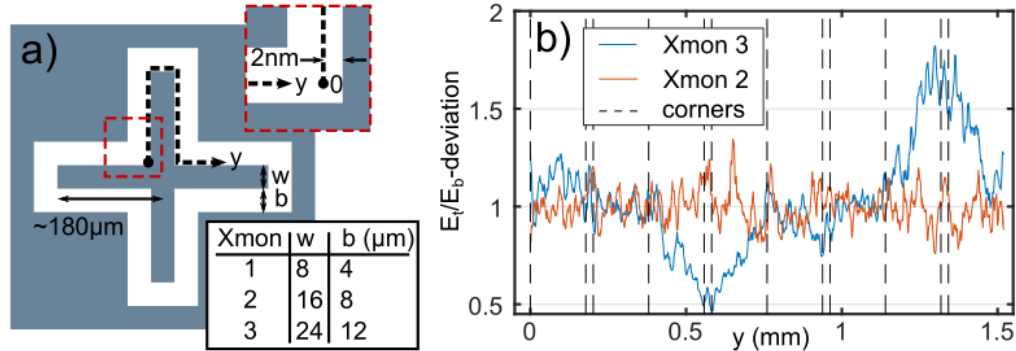 a)
2nm
y
0
y
w
b
~180μm
Xmon w b (μm)
1 8 4
2 16 8
3 24 12
b)
Xmon 3
Xmon 2
corners
Et/Eb-deviation
2
1.5
1
0.5
0 0.5 1 1.5
y (mm)